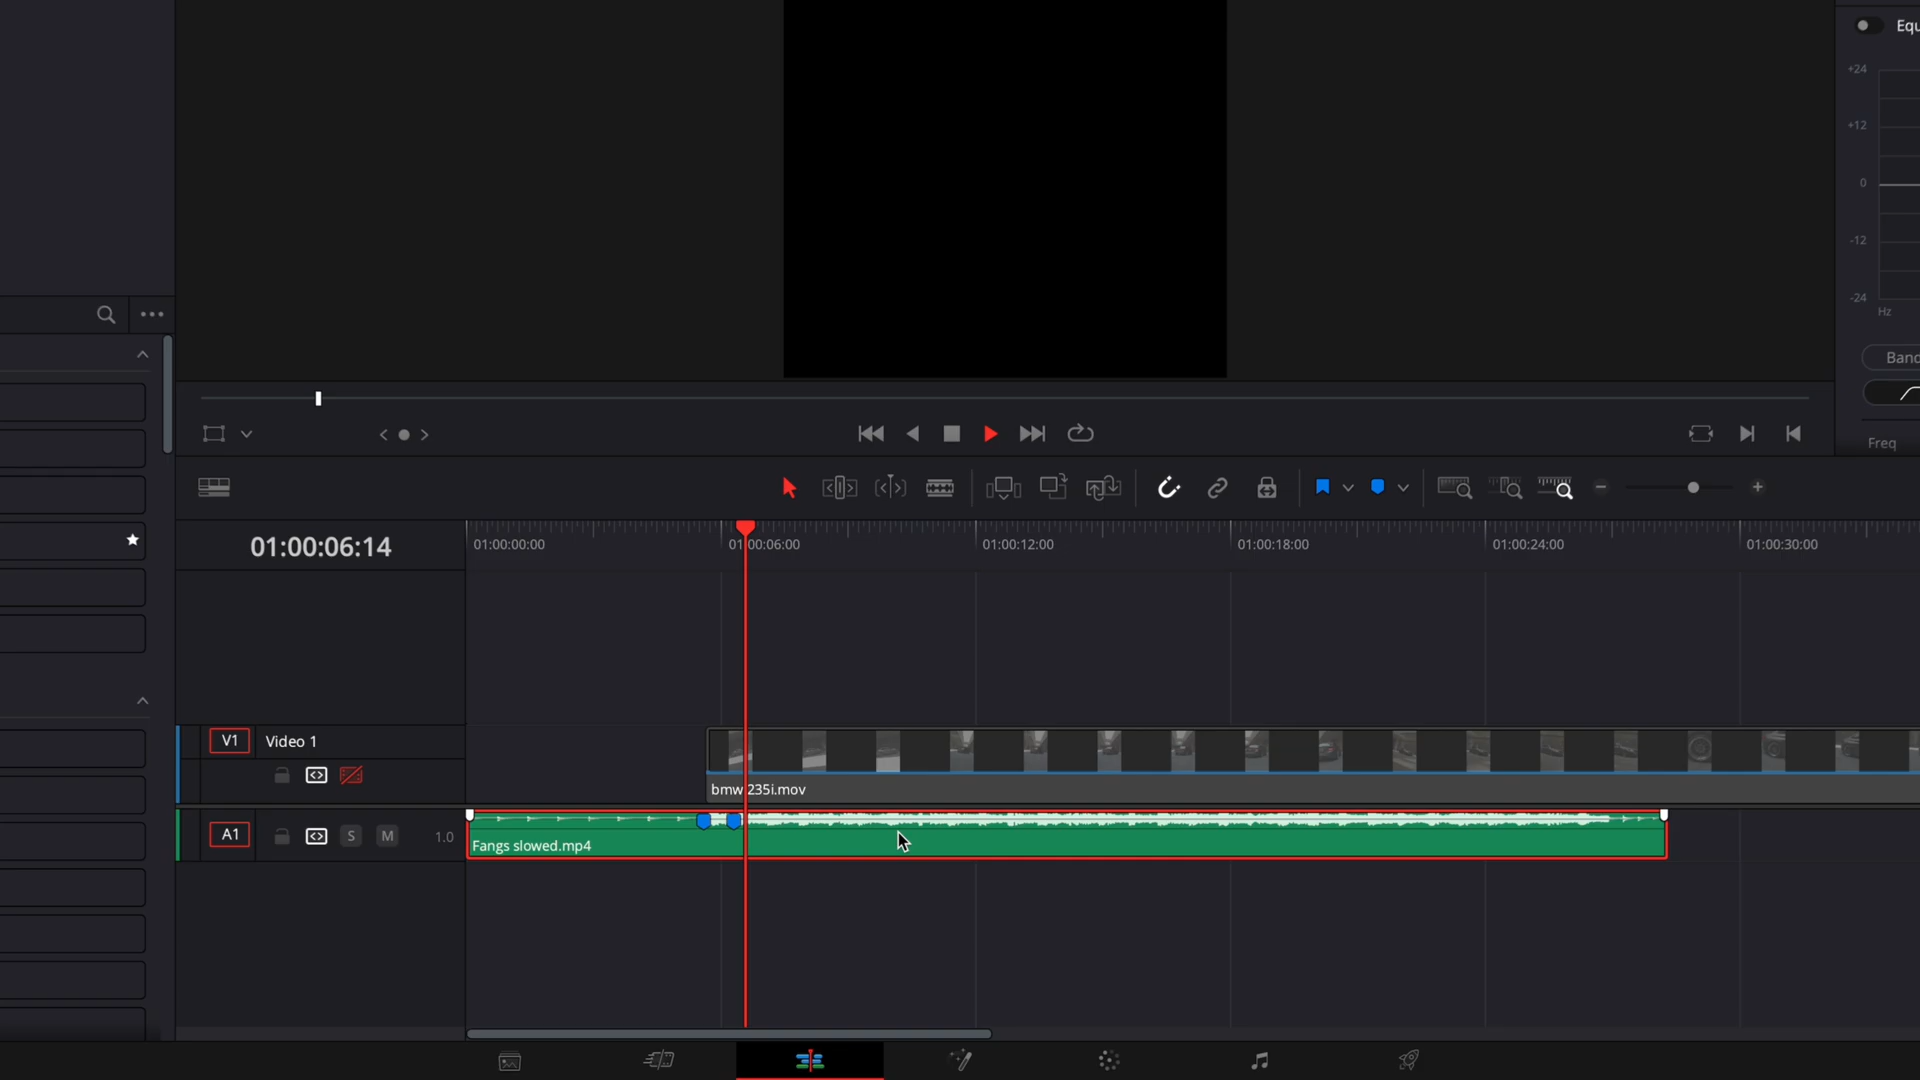 Equ
+24
+12
0
-12
-24
Hz
Band
Freq
01:00:06:14
01:00:00:00
01:00:06:00
01:00:12:00
01:00:18:00
01:00:24:00
01:00:30:00
V1
Video 1
bmw 235i.mov
A1
S
M
1.0
Fangs slowed.mp4